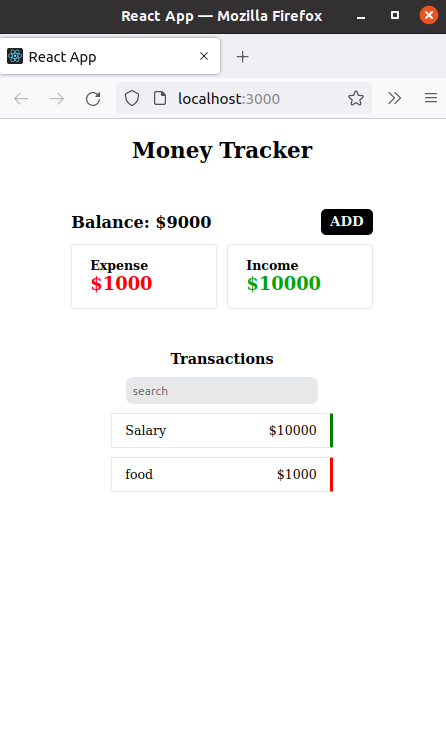 React App — Mozilla Firefox
React App
localhost:3000
Money Tracker
Balance: $9000 ADD
Expense Income
$1000 $10000
Transactions
search
Salary $10000
food $1000